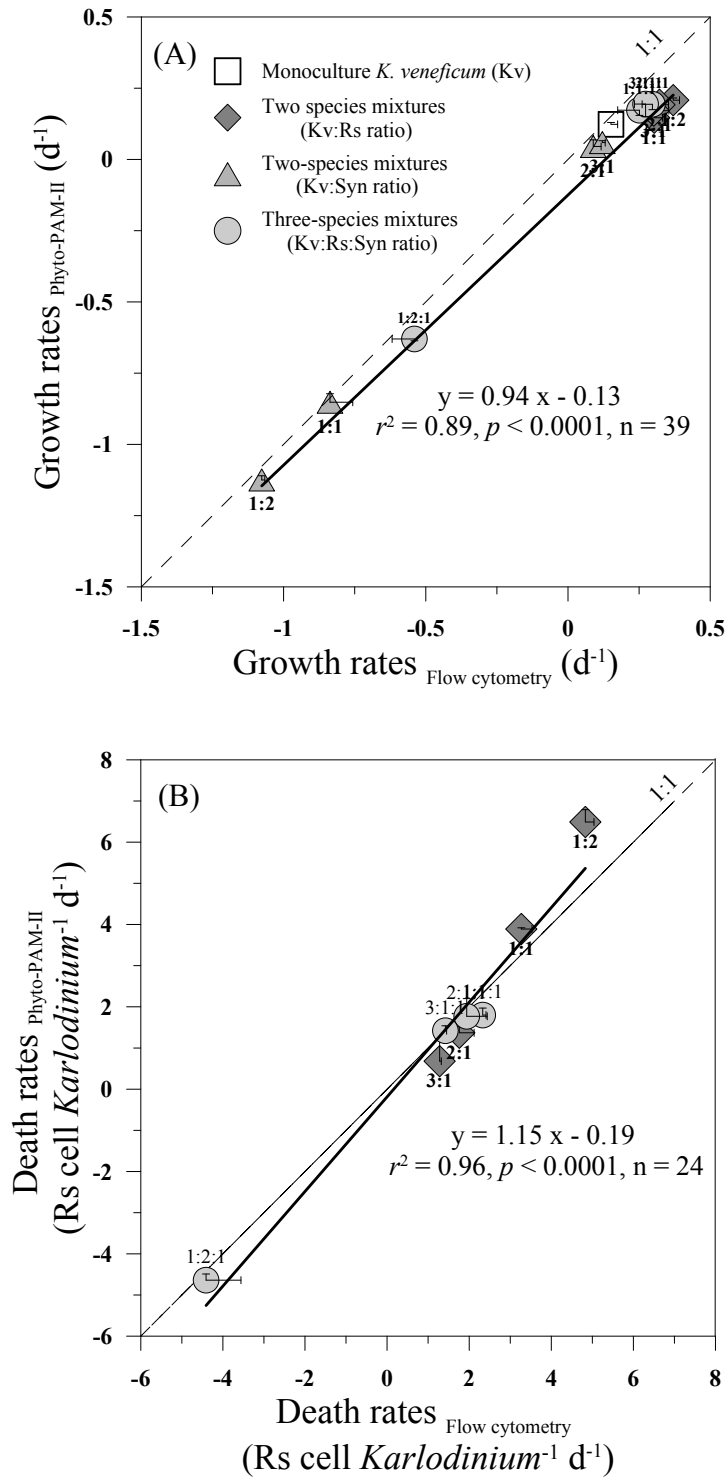 (A)
1:1
Monoculture K. veneficum (Kv)
Two species mixtures
(Kv:Rs ratio)
Two-species mixtures
(Kv:Syn ratio)
Three-species mixtures
(Kv:Rs:Syn ratio)
1:2
1:1
2:1
3:1
1:2:1
1:1
1:2
y = 0.94 x - 0.13
r² = 0.89, p < 0.0001, n = 39
0.5
0
-0.5
-1
-1.5
Growth rates Phyto-PAM-II (d⁻¹)
-1.5 -1 -0.5 0 0.5
Growth rates Flow cytometry (d⁻¹)
(B)
1:1
1:2
1:1
2:1:1:1
3:1:1
2:1
3:1
1:2:1
y = 1.15 x - 0.19
r² = 0.96, p < 0.0001, n = 24
8
6
4
2
0
-2
-4
-6
Death rates Phyto-PAM-II
(Rs cell Karlodinium⁻¹ d⁻¹)
-6 -4 -2 0 2 4 6 8
Death rates Flow cytometry
(Rs cell Karlodinium⁻¹ d⁻¹)